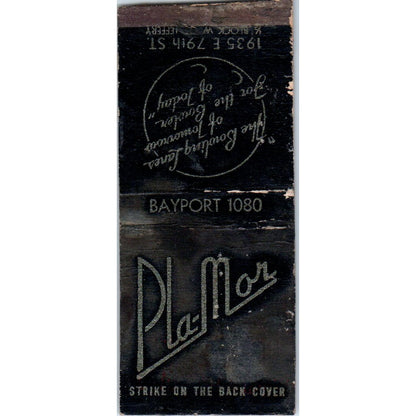 1935 E. 79th ST.
½ BLOCK W. JEFFERY
"The Bowling Lanes
of Tomorrow
For the Bowler
of Today"
BAYPORT 1080
Pla-Mor
STRIKE ON THE BACK COVER